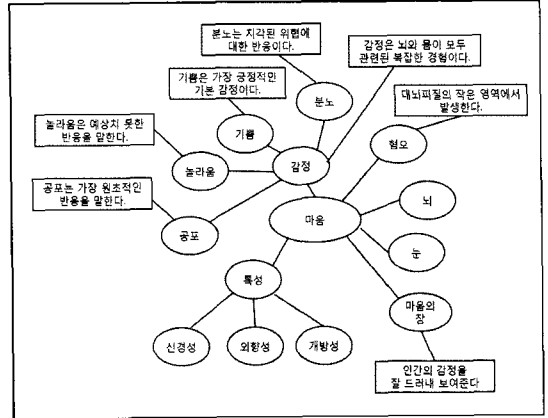 분노는 지각된 위협에
대한 반응이다.
감정은 뇌와 몸이 모두
관련된 복잡한 경험이다.
기쁨은 가장 긍정적인
기본 감정이다.
분노
대뇌피질의 작은 영역에서
발생한다.
놀라움은 예상치 못한
반응을 말한다.
기쁨
혐오
놀라움
감정
공포는 가장 원초적인
반응을 말한다.
뇌
마음
공포
눈
특성
마음의
창
신경성
외향성
개방성
인간의 감정을
잘 드러내 보여준다